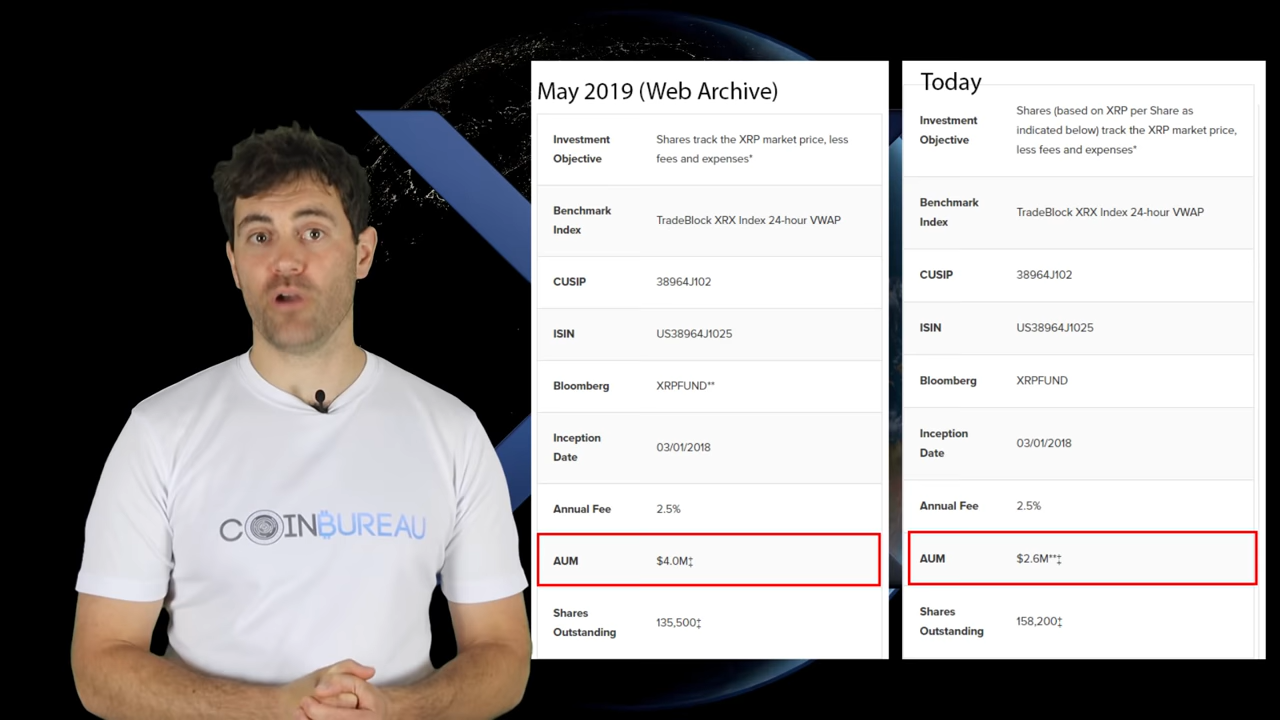 COINBUREAU
May 2019 (Web Archive)
Investment
Objective
Shares track the XRP market price, less
fees and expenses*
Benchmark
Index
TradeBlock XRX Index 24-hour VWAP
CUSIP
38964J102
ISIN
US38964J1025
Bloomberg
XRPFUND**
Inception
Date
03/01/2018
Annual Fee
2.5%
AUM
$4.0M‡
Shares
Outstanding
135,500‡
Today
Investment
Objective
Shares (based on XRP per Share as
indicated below) track the XRP market price,
less fees and expenses*
Benchmark
Index
TradeBlock XRX Index 24-hour VWAP
CUSIP
38964J102
ISIN
US38964J1025
Bloomberg
XRPFUND
Inception
Date
03/01/2018
Annual Fee
2.5%
AUM
$2.6M**‡
Shares
Outstanding
158,200‡